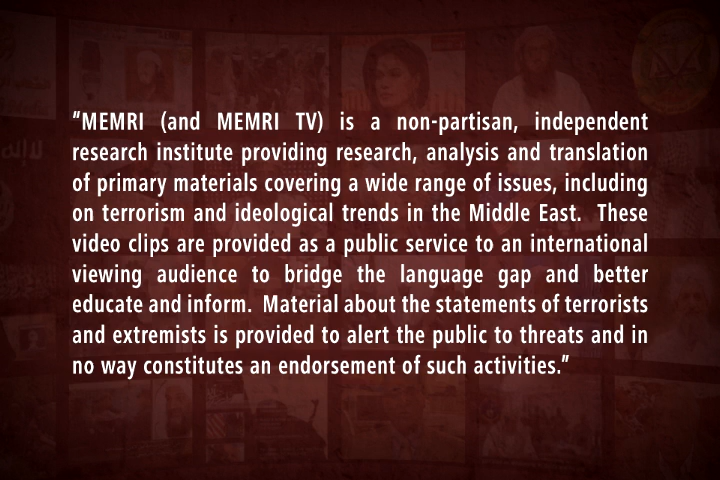 “MEMRI (and MEMRI TV) is a non-partisan, independent
research institute providing research, analysis and translation
of primary materials covering a wide range of issues, including
on terrorism and ideological trends in the Middle East.  These
video clips are provided as a public service to an international
viewing audience to bridge the language gap and better
educate and inform.  Material about the statements of terrorists
and extremists is provided to alert the public to threats and in
no way constitutes an endorsement of such activities.”